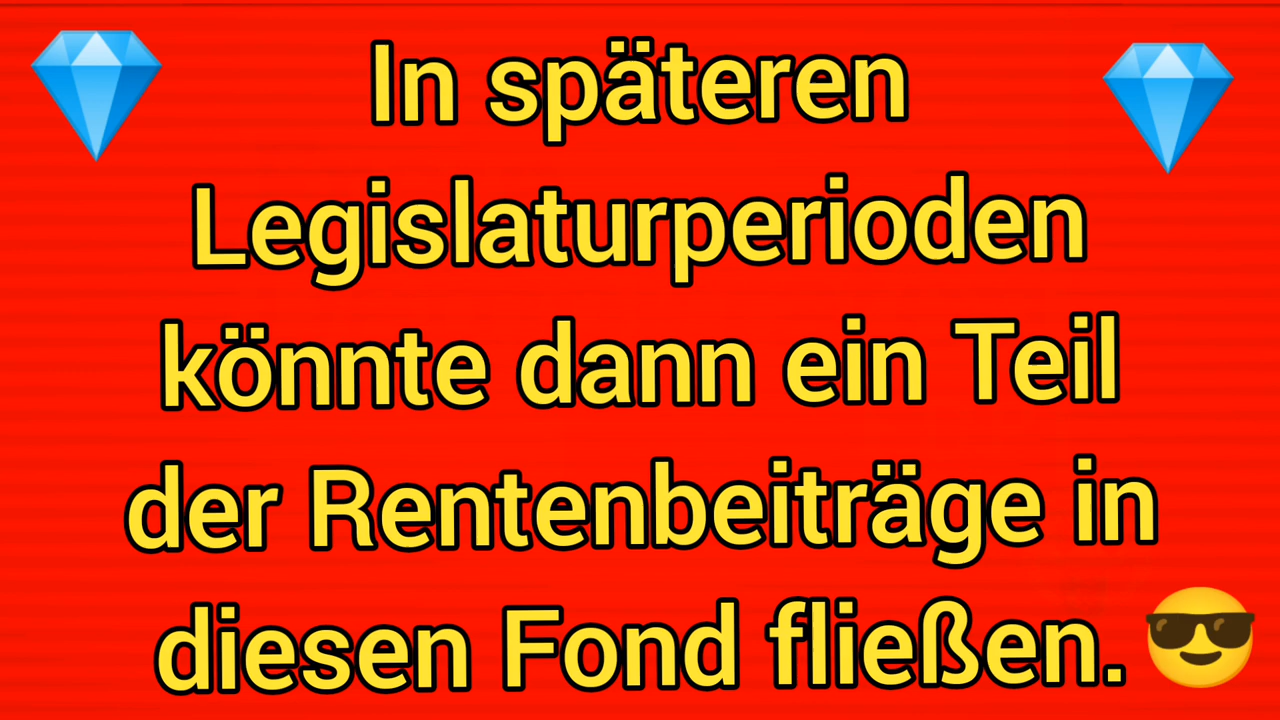 In späteren
Legislaturperioden
könnte dann ein Teil
der Rentenbeiträge in
diesen Fond fließen.